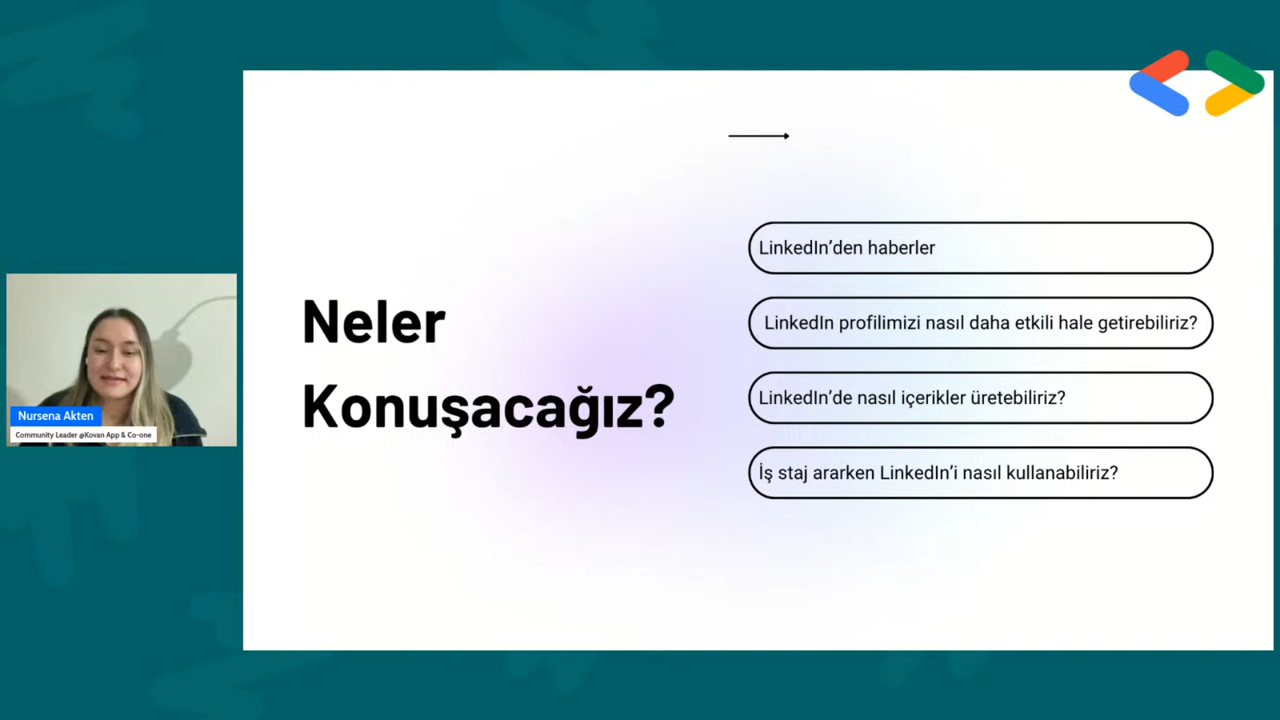 Neler
Konuşacağız?
LinkedIn’den haberler
LinkedIn profilimizi nasıl daha etkili hale getirebiliriz?
LinkedIn’de nasıl içerikler üretebiliriz?
İş staj ararken LinkedIn’i nasıl kullanabiliriz?
Nursena Akten
Community Leader @Kovan App & Co-one